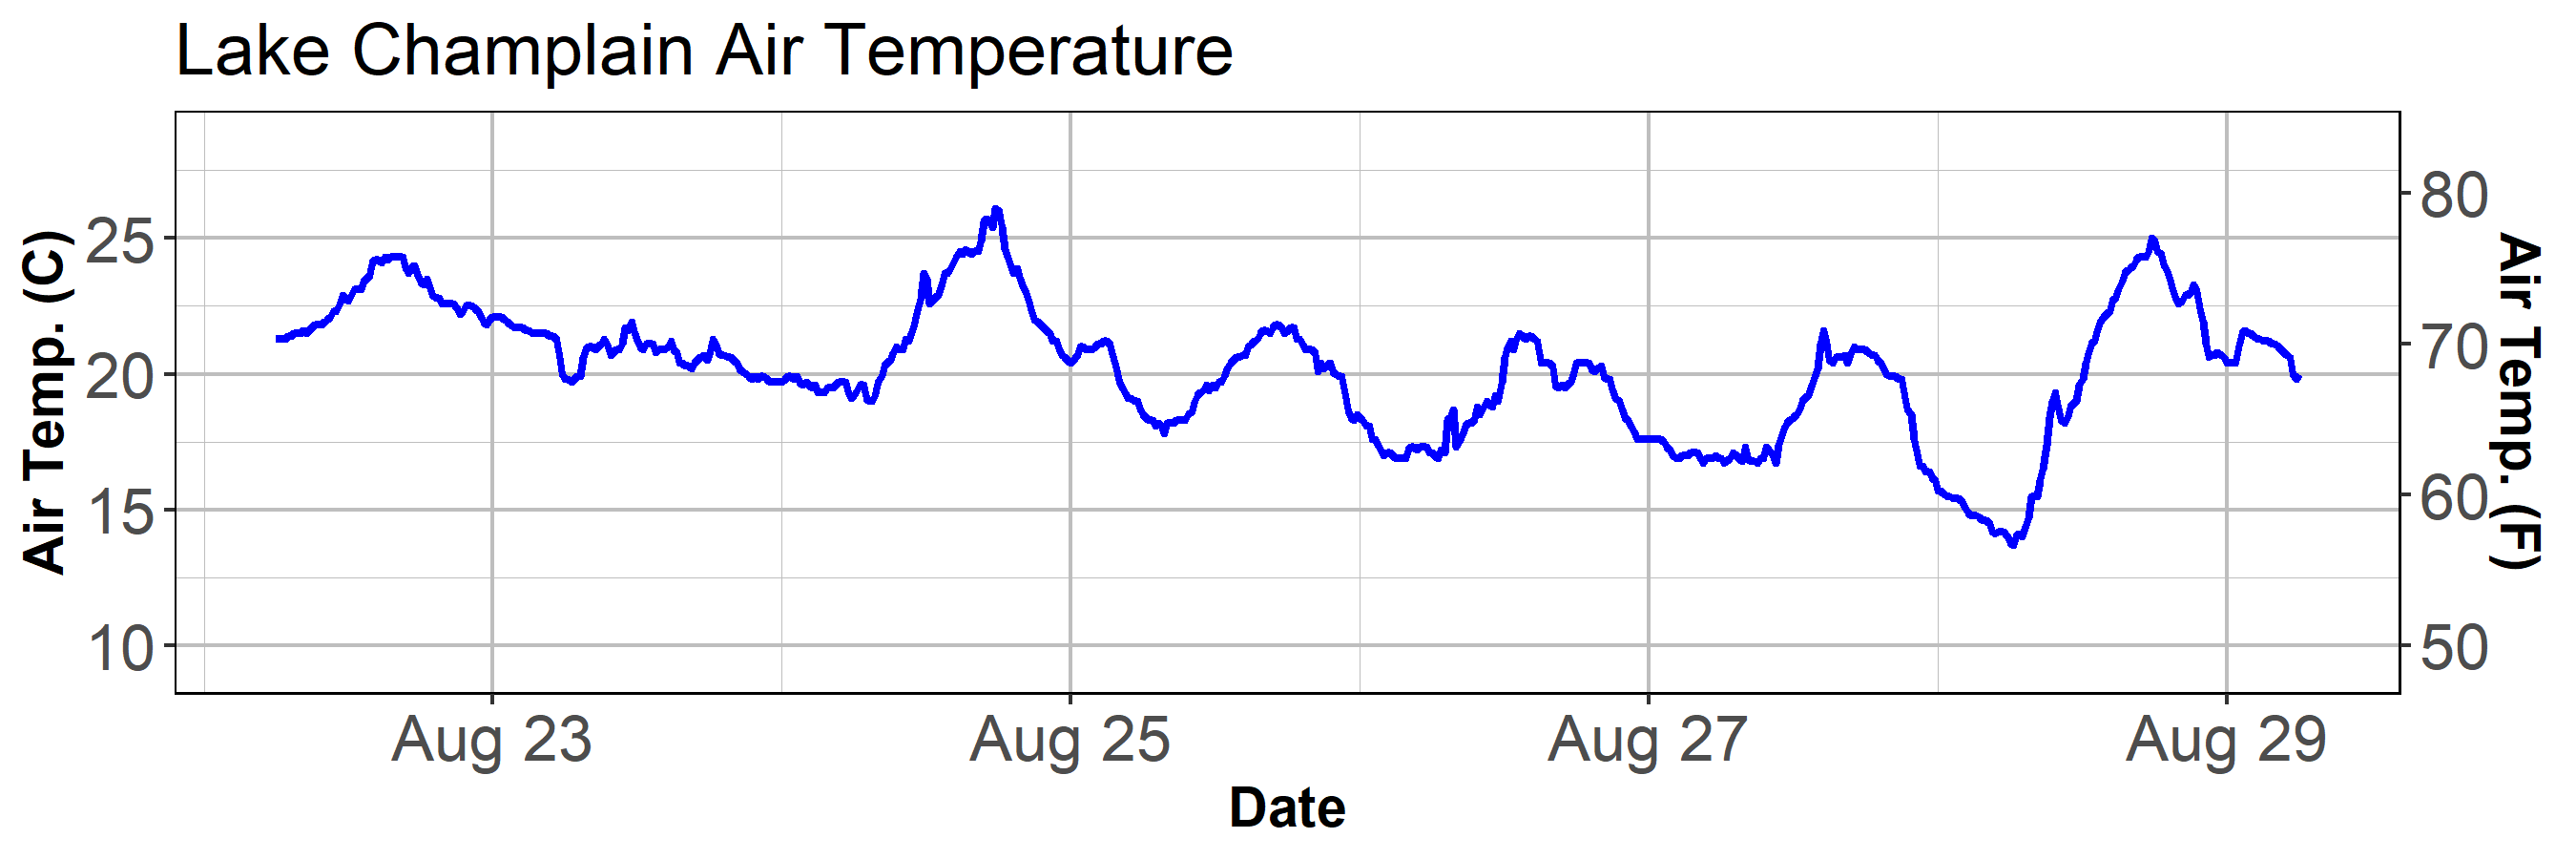 Lake Champlain Air Temperature
Air Temp. (C)
25
20
15
10
80
70
60
50
Air Temp. (F)
Aug 23
Aug 25
Aug 27
Aug 29
Date